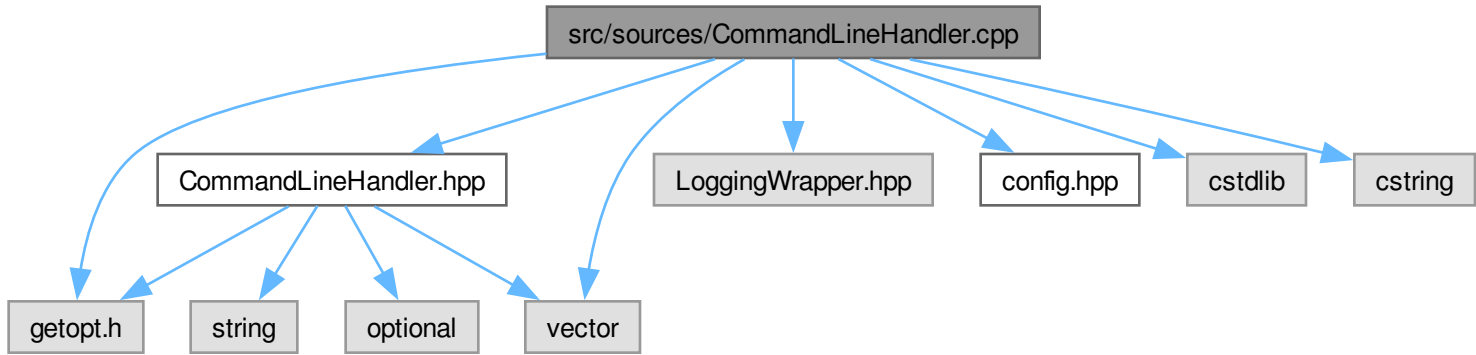 src/sources/CommandLineHandler.cpp
CommandLineHandler.hpp
LoggingWrapper.hpp
config.hpp
cstdlib
cstring
getopt.h
string
optional
vector